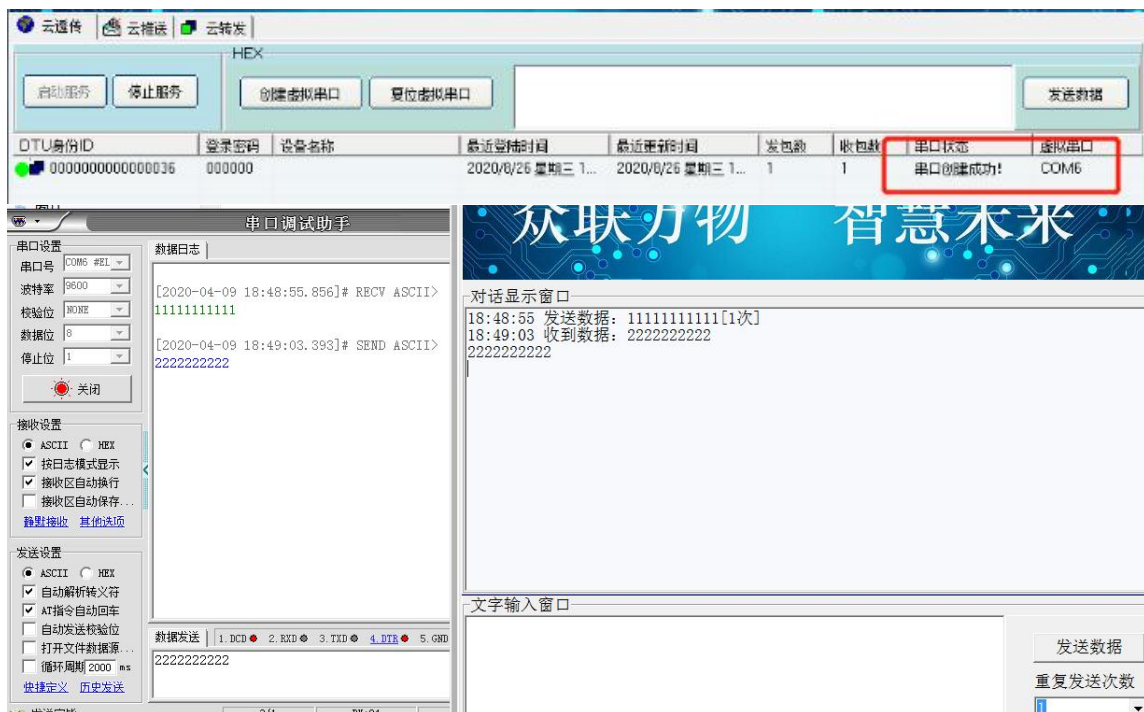 云透传 云推送 云转发
HEX
启动服务 停止服务 创建虚拟串口 复位虚拟串口 发送数据
DTU身份ID 登录密码 设备名称 最近登陆时间 最近更新时间 发包数 收包数 串口状态 虚拟串口
0000000000000036 000000 2020/8/26 星期三 1... 2020/8/26 星期三 1... 1 1 串口创建成功! COM6
串口调试助手
串口设置
串口号 COM6 #EL
波特率 9600
校验位 NONE
数据位 8
停止位 1
关闭
接收设置
ASCII HEX
按日志模式显示
接收区自动换行
接收区自动保存...
静默接收 其他选项
发送设置
ASCII HEX
自动解析转义符
AT指令自动回车
自动发送校验位
打开文件数据源...
循环周期 2000 ms
快捷定义 历史发送
数据日志
[2020-04-09 18:48:55.856]# RECV ASCII>
11111111111
[2020-04-09 18:49:03.393]# SEND ASCII>
2222222222
数据发送 1.DCD 2.RXD 3.TXD 4.DTR 5.GND
2222222222
众联万物 智慧未来
对话显示窗口
18:48:55 发送数据: 11111111111[1次]
18:49:03 收到数据: 2222222222
2222222222
文字输入窗口
发送数据
重复发送次数
1